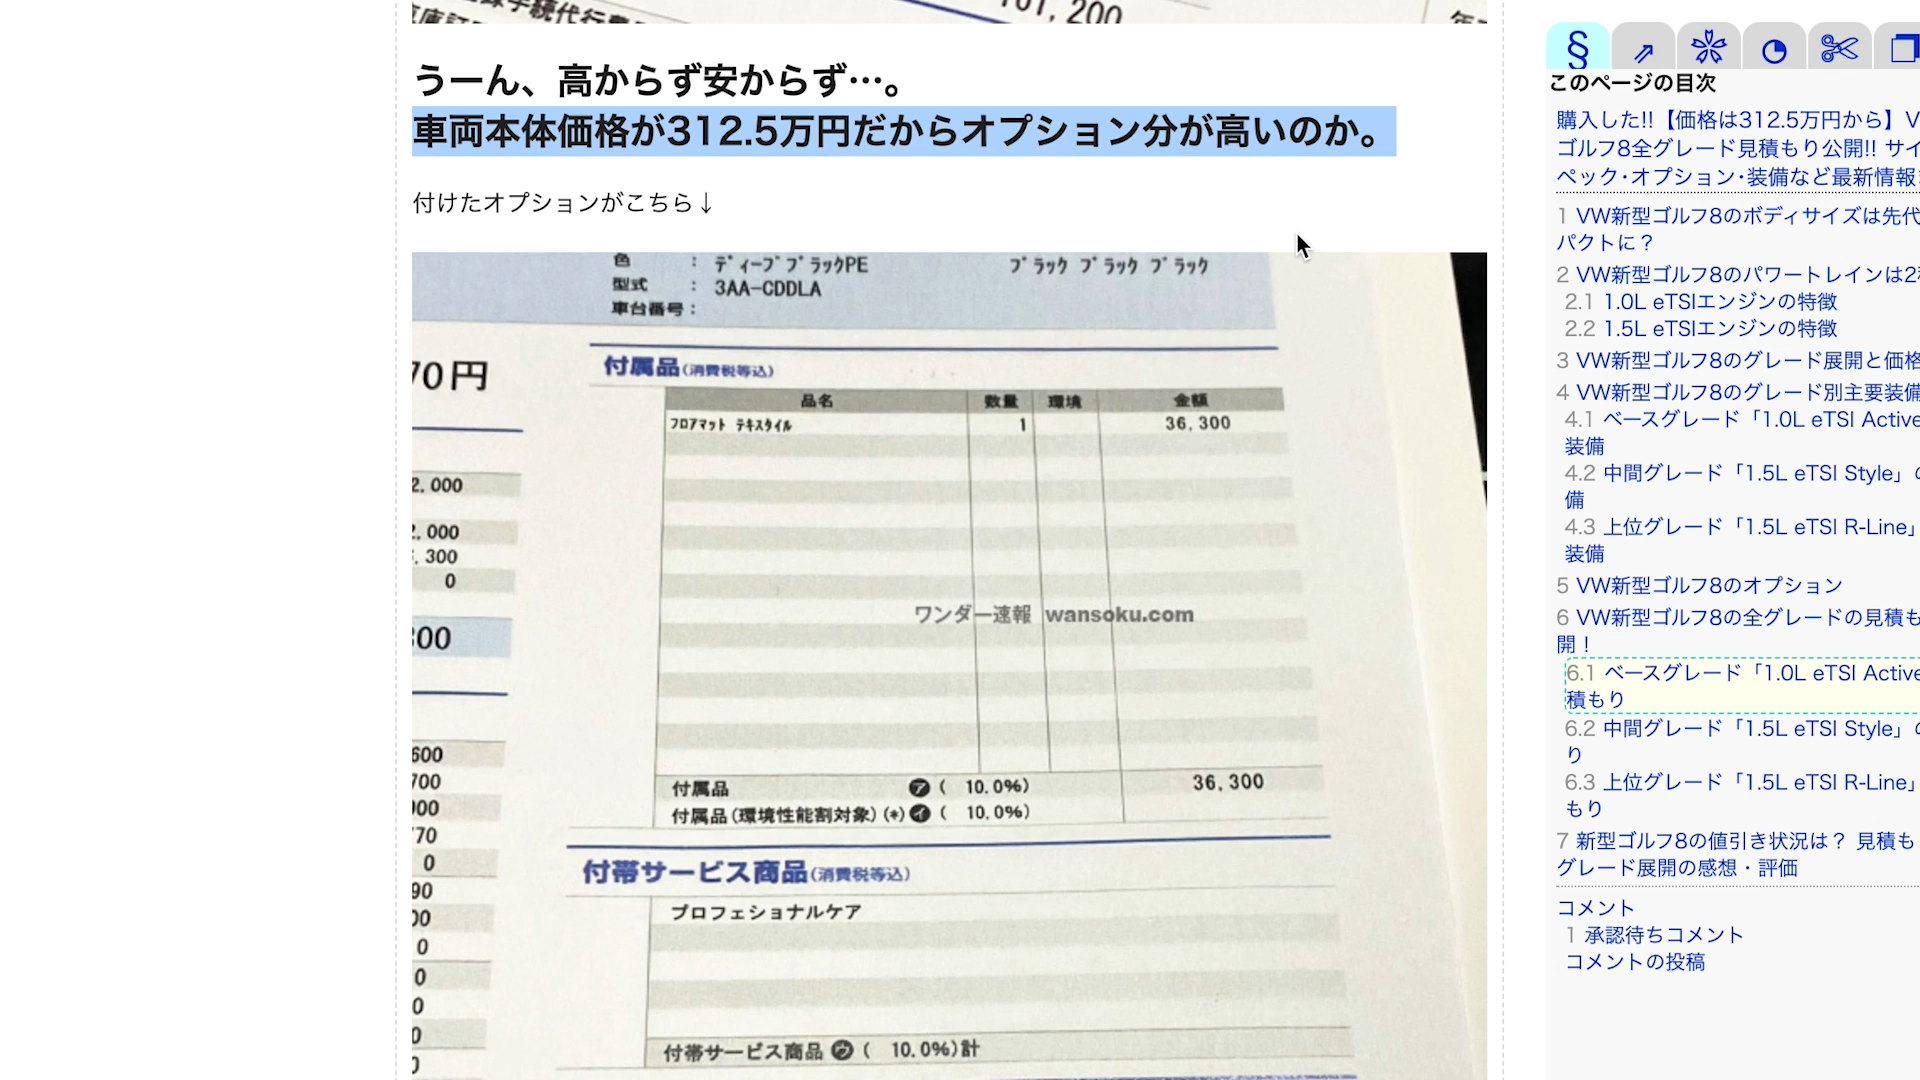 101,200
うーん、高からず安からず…。
車両本体価格が312.5万円だからオプション分が高いのか。
付けたオプションがこちら↓
色 : ﾃﾞｨｰﾌﾟﾌﾞﾗｯｸPE ﾌﾞﾗｯｸ ﾌﾞﾗｯｸ ﾌﾞﾗｯｸ
型式 : 3AA-CDDLA
車台番号 :
70円
付属品(消費税等込)
品名 数量 環境 金額
ﾌﾛｱﾏｯﾄ ﾃｷｽﾀｲﾙ 1 36,300
2,000
2,000
,300
0
300
ワンダー速報 wansoku.com
600
700
900
770
0
90
00
0
0
0
0
0
付属品 ㋐ ( 10.0%) 36,300
付属品(環境性能割対象)(*) ㋑ ( 10.0%)
付帯サービス商品(消費税等込)
プロフェショナルケア
付帯サービス商品 ㋒ ( 10.0%)計
§
このページの目次
購入した!!【価格は312.5万円から】V
ゴルフ8全グレード見積もり公開!! サイ
ペック･オプション･装備など最新情報
1 VW新型ゴルフ8のボディサイズは先代
パクトに？
2 VW新型ゴルフ8のパワートレインは2
2.1 1.0L eTSIエンジンの特徴
2.2 1.5L eTSIエンジンの特徴
3 VW新型ゴルフ8のグレード展開と価格
4 VW新型ゴルフ8のグレード別主要装備
4.1 ベースグレード「1.0L eTSI Active
装備
4.2 中間グレード「1.5L eTSI Style」の
備
4.3 上位グレード「1.5L eTSI R-Line」
装備
5 VW新型ゴルフ8のオプション
6 VW新型ゴルフ8の全グレードの見積も
開！
6.1 ベースグレード「1.0L eTSI Active
積もり
6.2 中間グレード「1.5L eTSI Style」の
り
6.3 上位グレード「1.5L eTSI R-Line」
もり
7 新型ゴルフ8の値引き状況は？ 見積も
グレード展開の感想・評価
コメント
1 承認待ちコメント
コメントの投稿